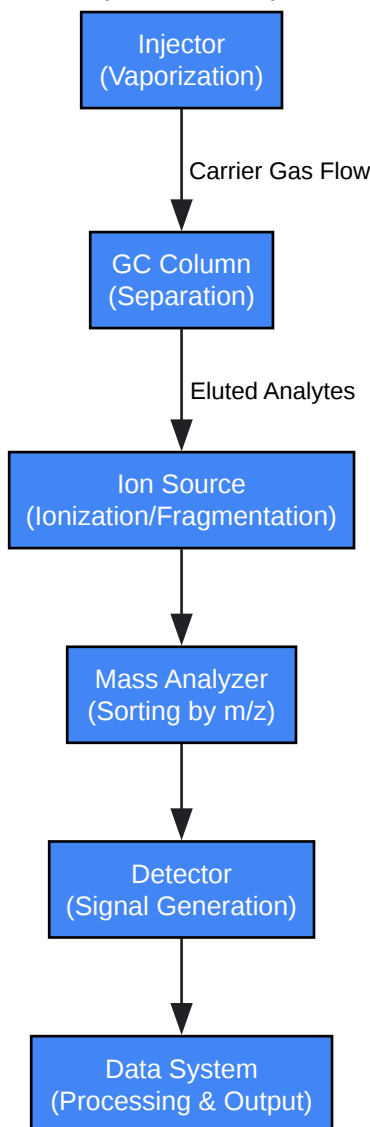 Injector
(Vaporization)
Carrier Gas Flow
GC Column
(Separation)
Eluted Analytes
Ion Source
(Ionization/Fragmentation)
Mass Analyzer
(Sorting by m/z)
Detector
(Signal Generation)
Data System
(Processing & Output)